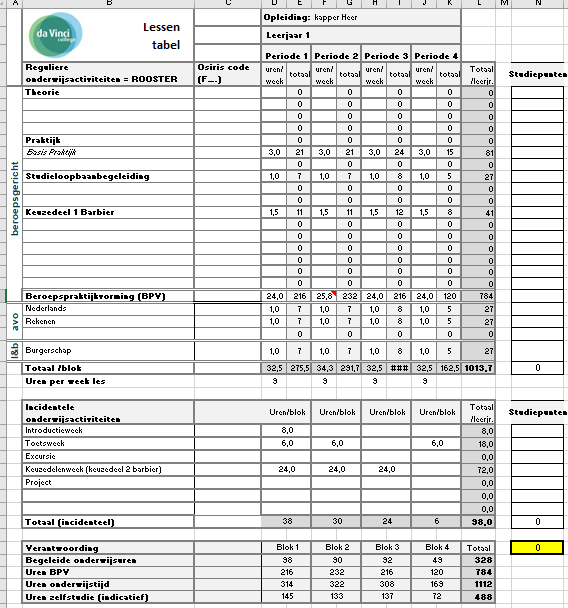 A B C D E F G H I J K L M N
da Vinci college
Lessen tabel
Opleiding: kapper Heer
Leerjaar 1
Periode 1 Periode 2 Periode 3 Periode 4
Reguliere onderwijsactiviteiten = ROOSTER Osiris code (F....) uren/week totaal uren/week totaal uren/week totaal uren/week totaal Totaal /leerjr. Studiepunten
beroepsgericht
Theorie 0 0 0 0 0
0 0 0 0 0
0 0 0 0 0
0 0 0 0 0
Praktijk 0 0 0 0 0
Basis Praktijk 3,0 21 3,0 21 3,0 24 3,0 15 81
0 0 0 0 0
Studieloopbaanbegeleiding 1,0 7 1,0 7 1,0 8 1,0 5 27
0 0 0 0 0
0 0 0 0 0
Keuzedeel 1 Barbier 1,5 11 1,5 11 1,5 12 1,5 8 41
0 0 0 0 0
0 0 0 0 0
0 0 0 0 0
0 0 0 0 0
0 0 0 0 0
0 0 0 0 0
Beroepspraktijkvorming (BPV) 24,0 216 25,8 232 24,0 216 24,0 120 784
avo
Nederlands 1,0 7 1,0 7 1,0 8 1,0 5 27
Rekenen 1,0 7 1,0 7 1,0 8 1,0 5 27
0 0 0 0 0
l&b
Burgerschap 1,0 7 1,0 7 1,0 8 1,0 5 27
Totaal /blok 32,5 275,5 34,3 291,7 32,5 ### 32,5 162,5 1013,7 0
Uren per week les 9 9 9 9
Incidentele onderwijsactiviteiten Uren/blok Uren/blok Uren/blok Uren/blok Totaal /leerjr. Studiepunten
Introductieweek 8,0 8,0
Toetsweek 6,0 6,0 6,0 18,0
Excursie 0,0
Keuzedelenweek (keuzedeel 2 barbier) 24,0 24,0 24,0 72,0
Project 0,0
0,0
0,0
Totaal (incidenteel) 38 30 24 6 98,0 0
Verantwoording Blok 1 Blok 2 Blok 3 Blok 4 Totaal 0
Begeleide onderwijsuren 98 90 92 49 328
Uren BPV 216 232 216 120 784
Uren onderwijstijd 314 322 308 169 1112
Uren zelfstudie (indicatief) 145 133 137 72 488